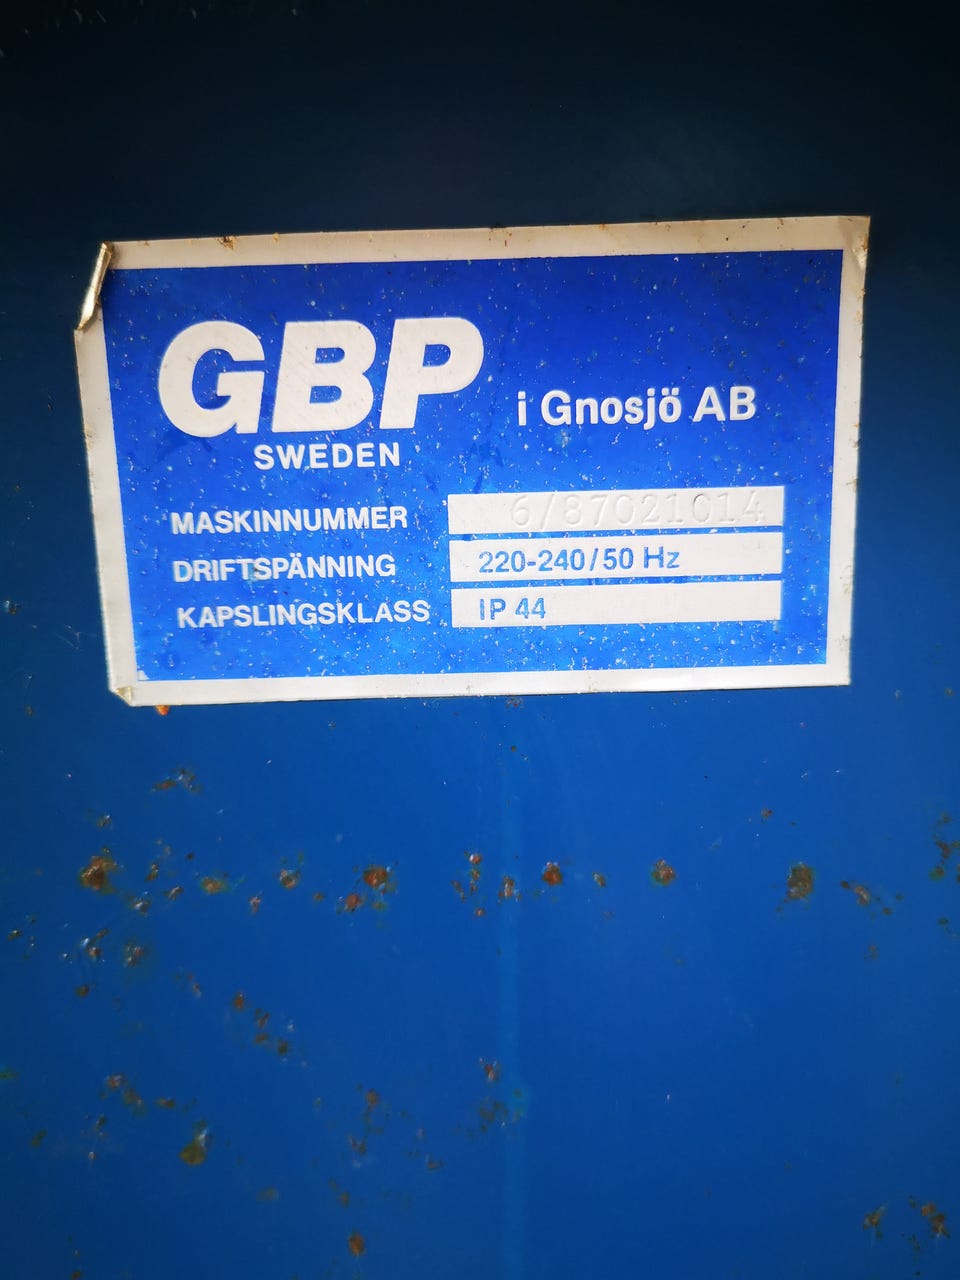 GBP
i Gnosjö AB
SWEDEN
MASKINNUMMER 6/87021014
DRIFTSPÄNNING 220-240/50 Hz
KAPSLINGSKLASS IP 44